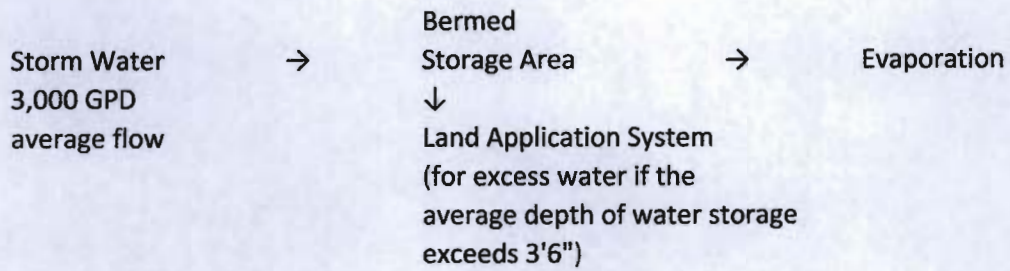 Storm Water → Bermed Storage Area → Evaporation
3,000 GPD
average flow
↓
Land Application System
(for excess water if the
average depth of water storage
exceeds 3'6")